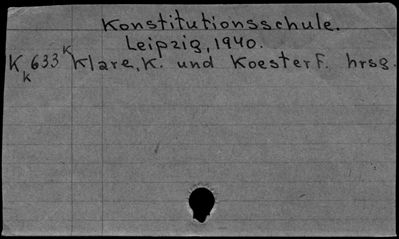 Konstitutionsschule.
Leipzig, 1940.
K k 633 K Klare, K. und Koester F. hrsg.